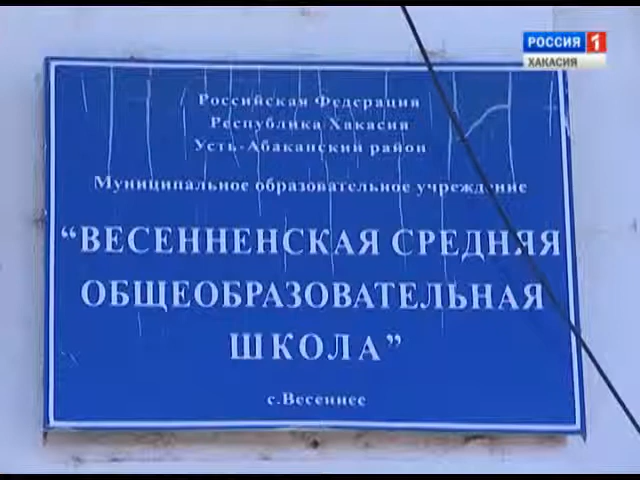 РОССИЯ 1
ХАКАСИЯ
Российская Федерация
Республика Хакасия
Усть-Абаканский район
Муниципальное образовательное учреждение
“ВЕСЕННЕНСКАЯ СРЕДНЯЯ
ОБЩЕОБРАЗОВАТЕЛЬНАЯ
ШКОЛА”
с.Весеннее